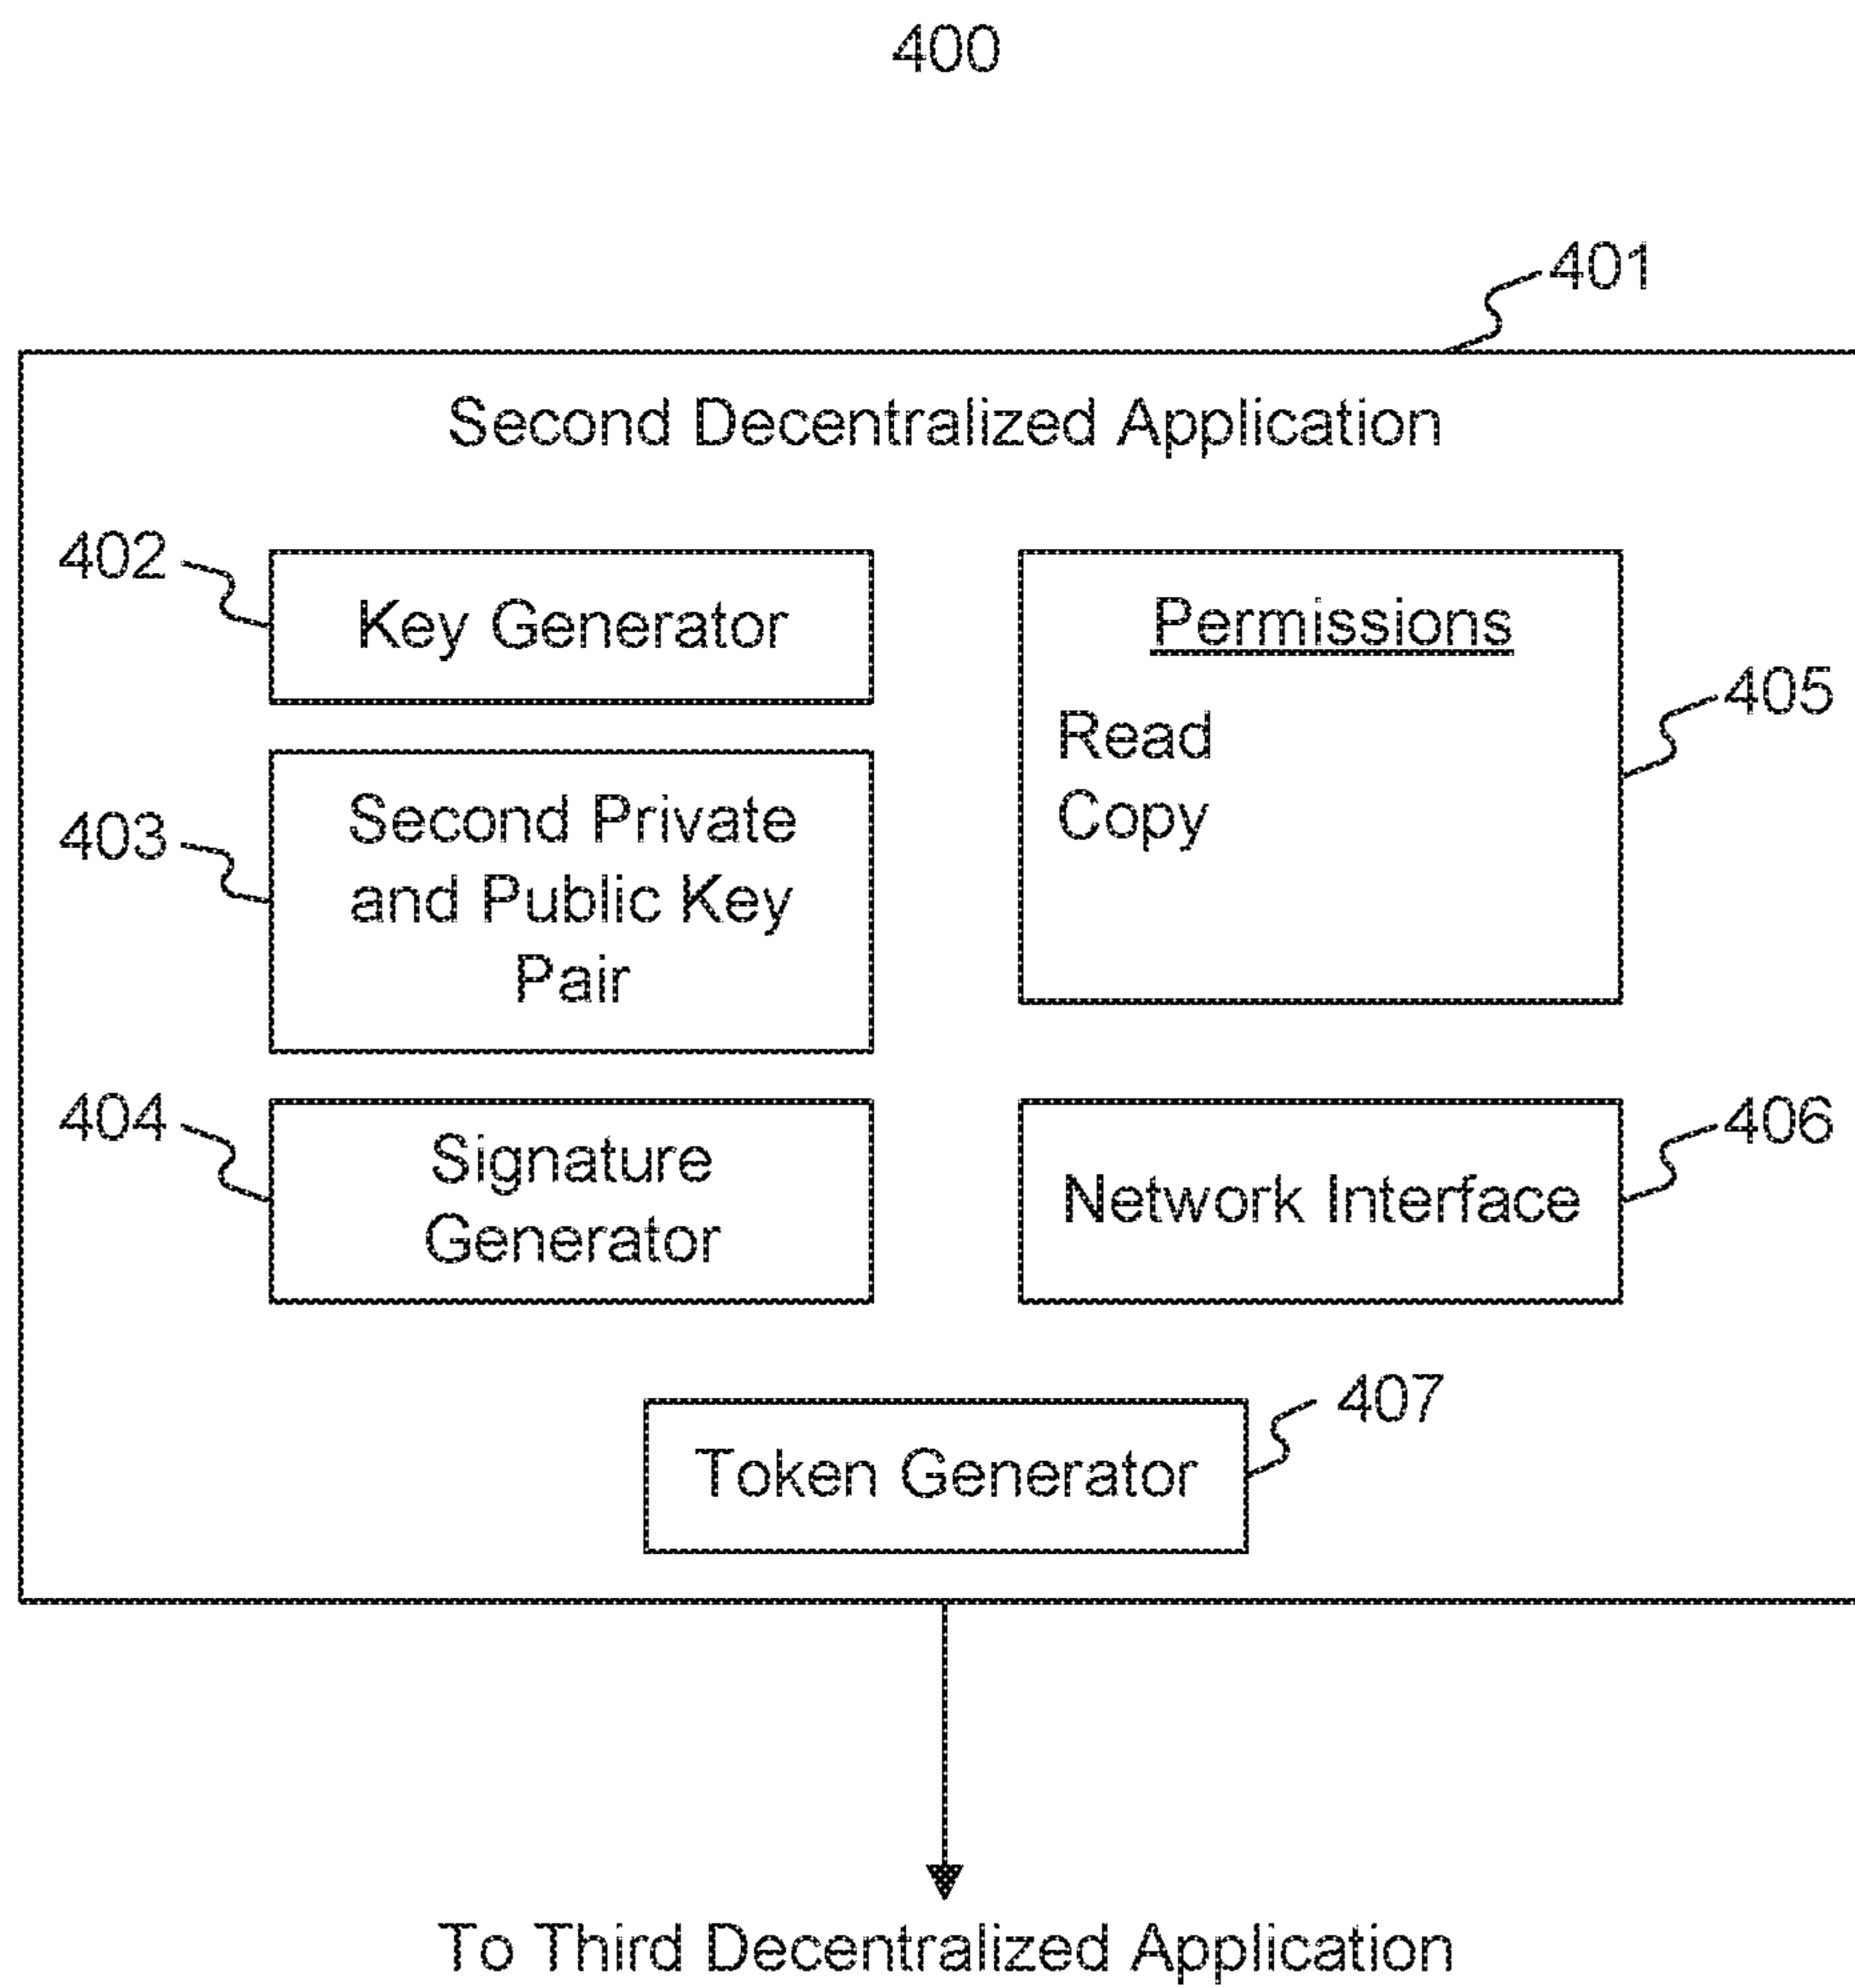 400
401
Second Decentralized Application
402
Key Generator
403
Second Private
and Public Key
Pair
404
Signature
Generator
Permissions
Read
Copy
405
Network Interface
406
Token Generator
407
To Third Decentralized Application